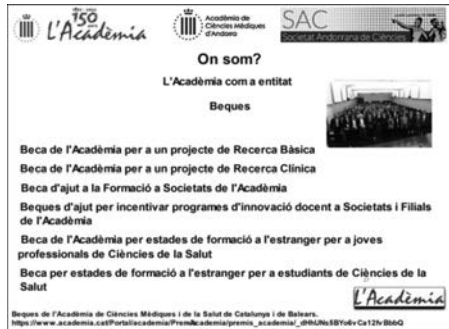 150
L'Acadèmia
Acadèmia de
Ciències Mèdiques
d'Andorra
SAC
Societat Andorrana de Ciències
On som?
L'Acadèmia com a entitat
Beques
Beca de l'Acadèmia per a un projecte de Recerca Bàsica
Beca de l'Acadèmia per a un projecte de Recerca Clínica
Beca d'ajut a la Formació a Societats de l'Acadèmia
Beques d'ajut per incentivar programes d'innovació docent a Societats i Filials
de l'Acadèmia
Beca de l'Acadèmia per estades de formació a l'estranger per a joves
professionals de Ciències de la Salut
Beca per estades de formació a l'estranger per a estudiants de Ciències de la
Salut
L'Acadèmia
Beques de l'Acadèmia de Ciències Mèdiques i de la Salut de Catalunya i de Balears.